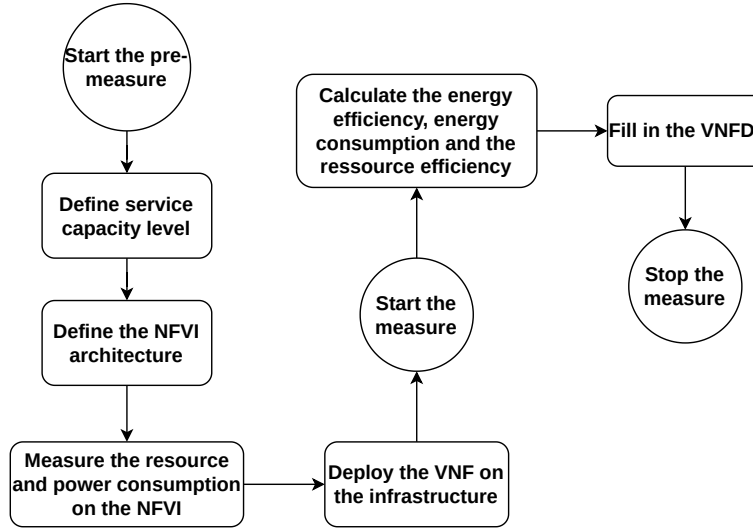 Start the pre-
measure
Define service
capacity level
Define the NFVI
architecture
Measure the resource
and power consumption
on the NFVI
Deploy the VNF on
the infrastructure
Start the
measure
Calculate the energy
efficiency, energy
consumption and the
ressource efficiency
Fill in the VNFD
Stop the
measure